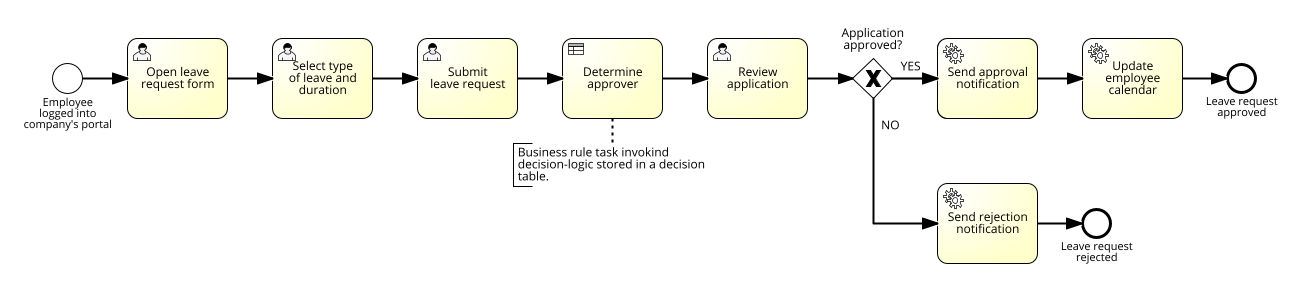 Employee
logged into
company's portal
Open leave
request form
Select type
of leave and
duration
Submit
leave request
Determine
approver
Business rule task invokind
decision-logic stored in a decision
table.
Review
application
Application
approved?
YES
NO
Send approval
notification
Update
employee
calendar
Leave request
approved
Send rejection
notification
Leave request
rejected